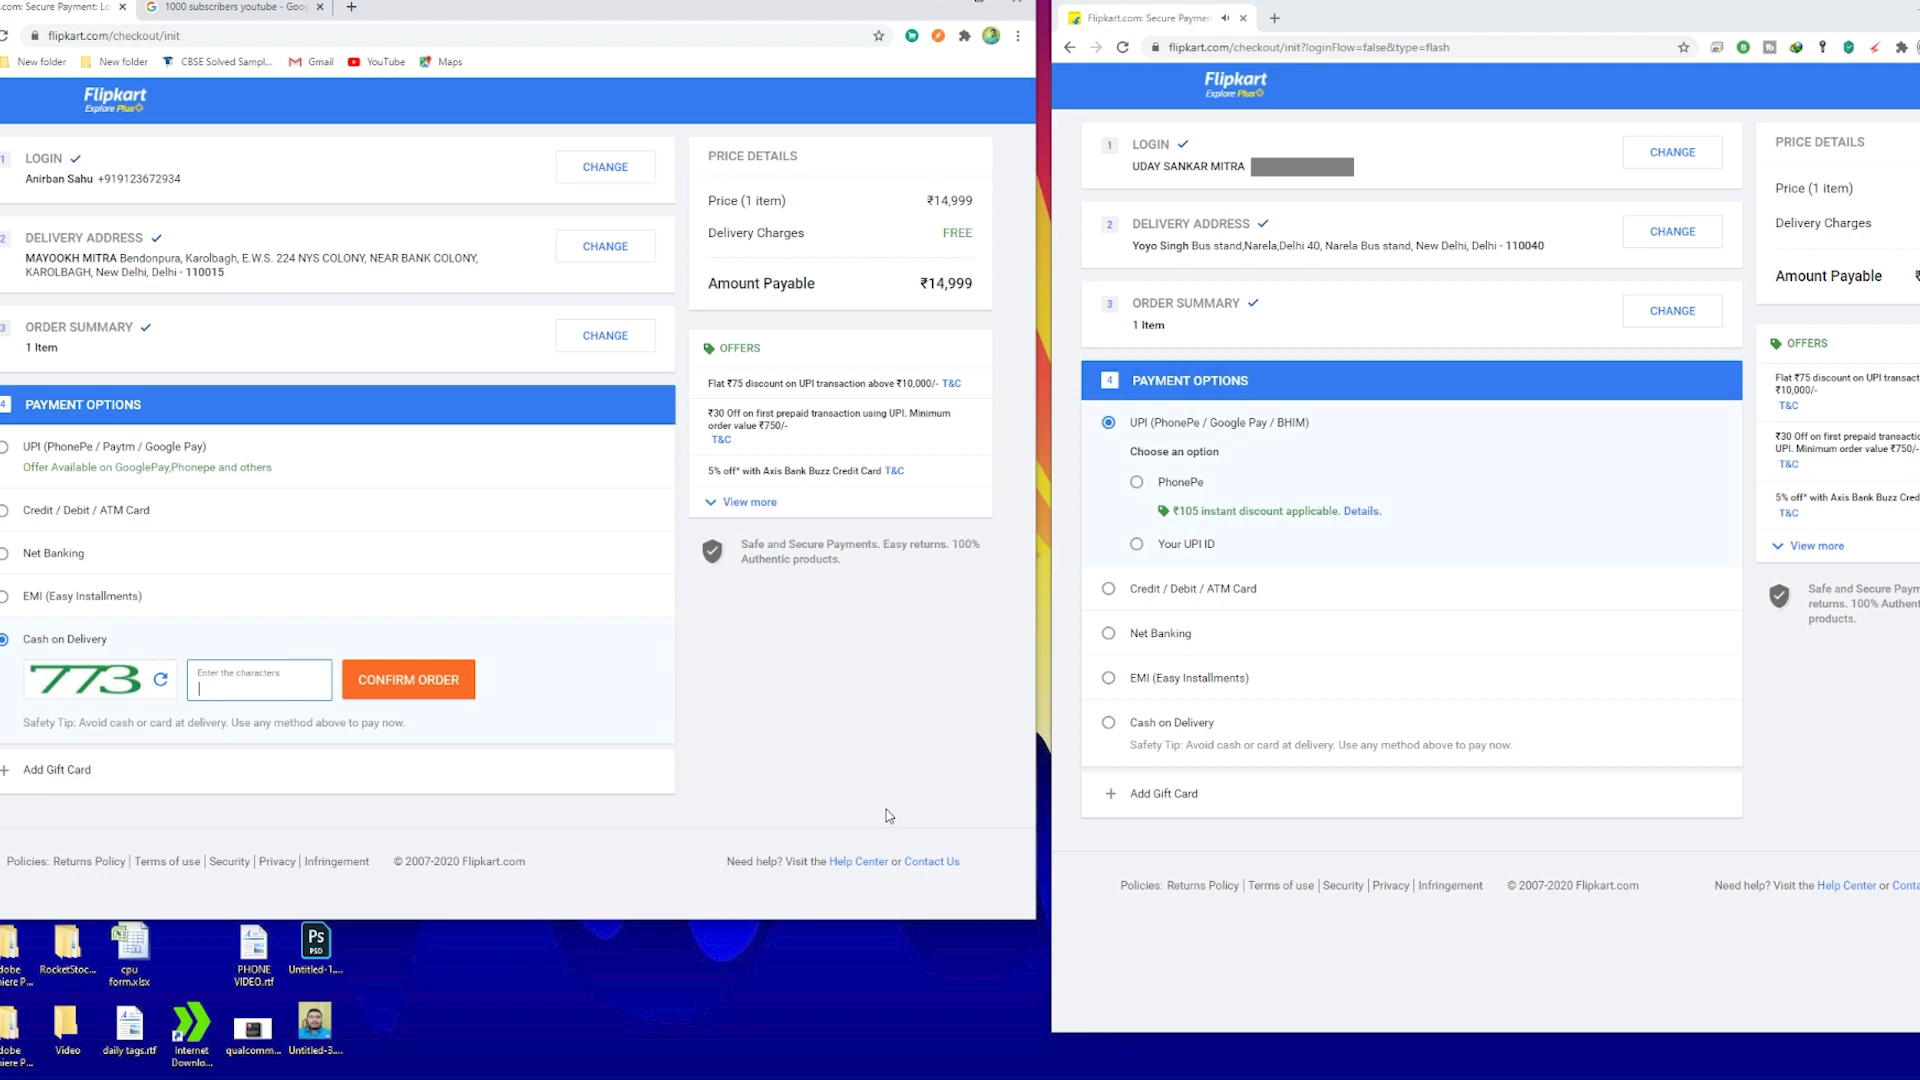 .com: Secure Payment: Lo
1000 subscribers youtube - Goo
flipkart.com/checkout/init
New folder
New folder
CBSE Solved Sampl...
Gmail
YouTube
Maps
Flipkart
Explore Plus
1 LOGIN
Anirban Sahu +919123672934
CHANGE
2 DELIVERY ADDRESS
MAYOOKH MITRA Bendonpura, Karolbagh, E.W.S. 224 NYS COLONY, NEAR BANK COLONY,
KAROLBAGH, New Delhi, Delhi - 110015
CHANGE
3 ORDER SUMMARY
1 Item
CHANGE
4 PAYMENT OPTIONS
UPI (PhonePe / Paytm / Google Pay)
Offer Available on GooglePay,Phonepe and others
Credit / Debit / ATM Card
Net Banking
EMI (Easy Installments)
Cash on Delivery
773
Enter the characters
CONFIRM ORDER
Safety Tip: Avoid cash or card at delivery. Use any method above to pay now.
+ Add Gift Card
PRICE DETAILS
Price (1 item) ₹14,999
Delivery Charges FREE
Amount Payable ₹14,999
OFFERS
Flat ₹75 discount on UPI transaction above ₹10,000/- T&C
₹30 Off on first prepaid transaction using UPI. Minimum
order value ₹750/-
T&C
5% off* with Axis Bank Buzz Credit Card T&C
View more
Safe and Secure Payments. Easy returns. 100%
Authentic products.
Policies: Returns Policy | Terms of use | Security | Privacy | Infringement © 2007-2020 Flipkart.com
Need help? Visit the Help Center or Contact Us
dobe
iere P...
RocketStoc...
cpu
form.xlsx
PHONE
VIDEO.rtf
Ps
PSD
Untitled-1....
dobe
iere P...
Video
daily tags.rtf
Internet
Downlo...
qualcomm...
Untitled-3....
Flipkart.com: Secure Paymen
flipkart.com/checkout/init?loginFlow=false&type=flash
Flipkart
Explore Plus
1 LOGIN
UDAY SANKAR MITRA
CHANGE
2 DELIVERY ADDRESS
Yoyo Singh Bus stand,Narela,Delhi 40, Narela Bus stand, New Delhi, Delhi - 110040
CHANGE
3 ORDER SUMMARY
1 Item
CHANGE
4 PAYMENT OPTIONS
UPI (PhonePe / Google Pay / BHIM)
Choose an option
PhonePe
₹105 instant discount applicable. Details.
Your UPI ID
Credit / Debit / ATM Card
Net Banking
EMI (Easy Installments)
Cash on Delivery
Safety Tip: Avoid cash or card at delivery. Use any method above to pay now.
+ Add Gift Card
PRICE DETAILS
Price (1 item)
Delivery Charges
Amount Payable ₹
OFFERS
Flat ₹75 discount on UPI transact
₹10,000/-
T&C
₹30 Off on first prepaid transactio
UPI. Minimum order value ₹750/-
T&C
5% off* with Axis Bank Buzz Cred
T&C
View more
Safe and Secure Paym
returns. 100% Authent
products.
Policies: Returns Policy | Terms of use | Security | Privacy | Infringement © 2007-2020 Flipkart.com
Need help? Visit the Help Center or Conta